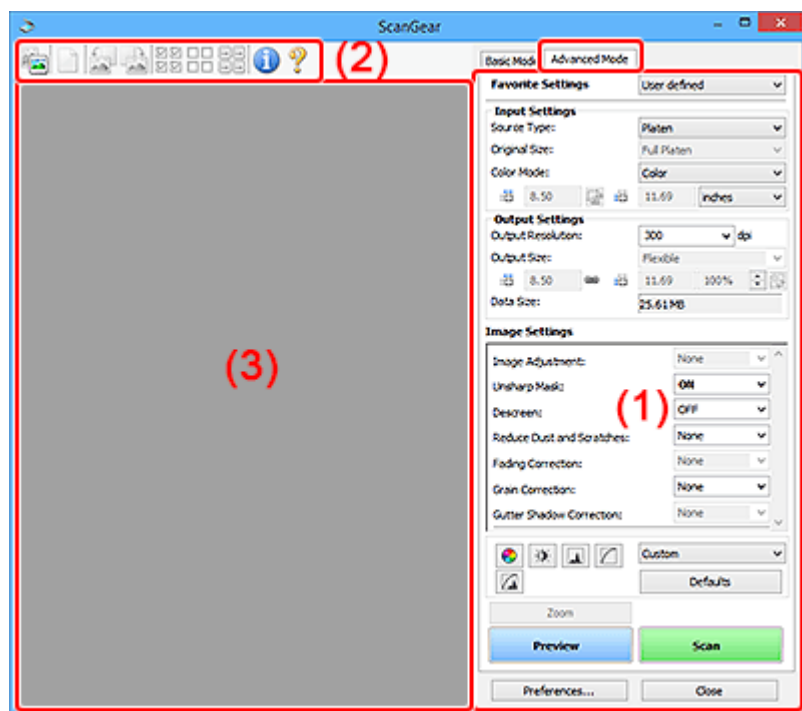 ScanGear
(2)
Basic Mode
Advanced Mode
Favorite Settings User defined
Input Settings
Source Type: Platen
Original Size: Full Platen
Color Mode: Color
8.50 11.69 inches
Output Settings
Output Resolution: 300 dpi
Output Size: Flexible
8.50 11.69 100%
Data Size: 25.61MB
Image Settings
Image Adjustment: None
Unsharp Mask: ON
Descreen: OFF
Reduce Dust and Scratches: None
Fading Correction: None
Grain Correction: None
Gutter Shadow Correction: None
(1)
(3)
Custom
Defaults
Zoom
Preview Scan
Preferences... Close